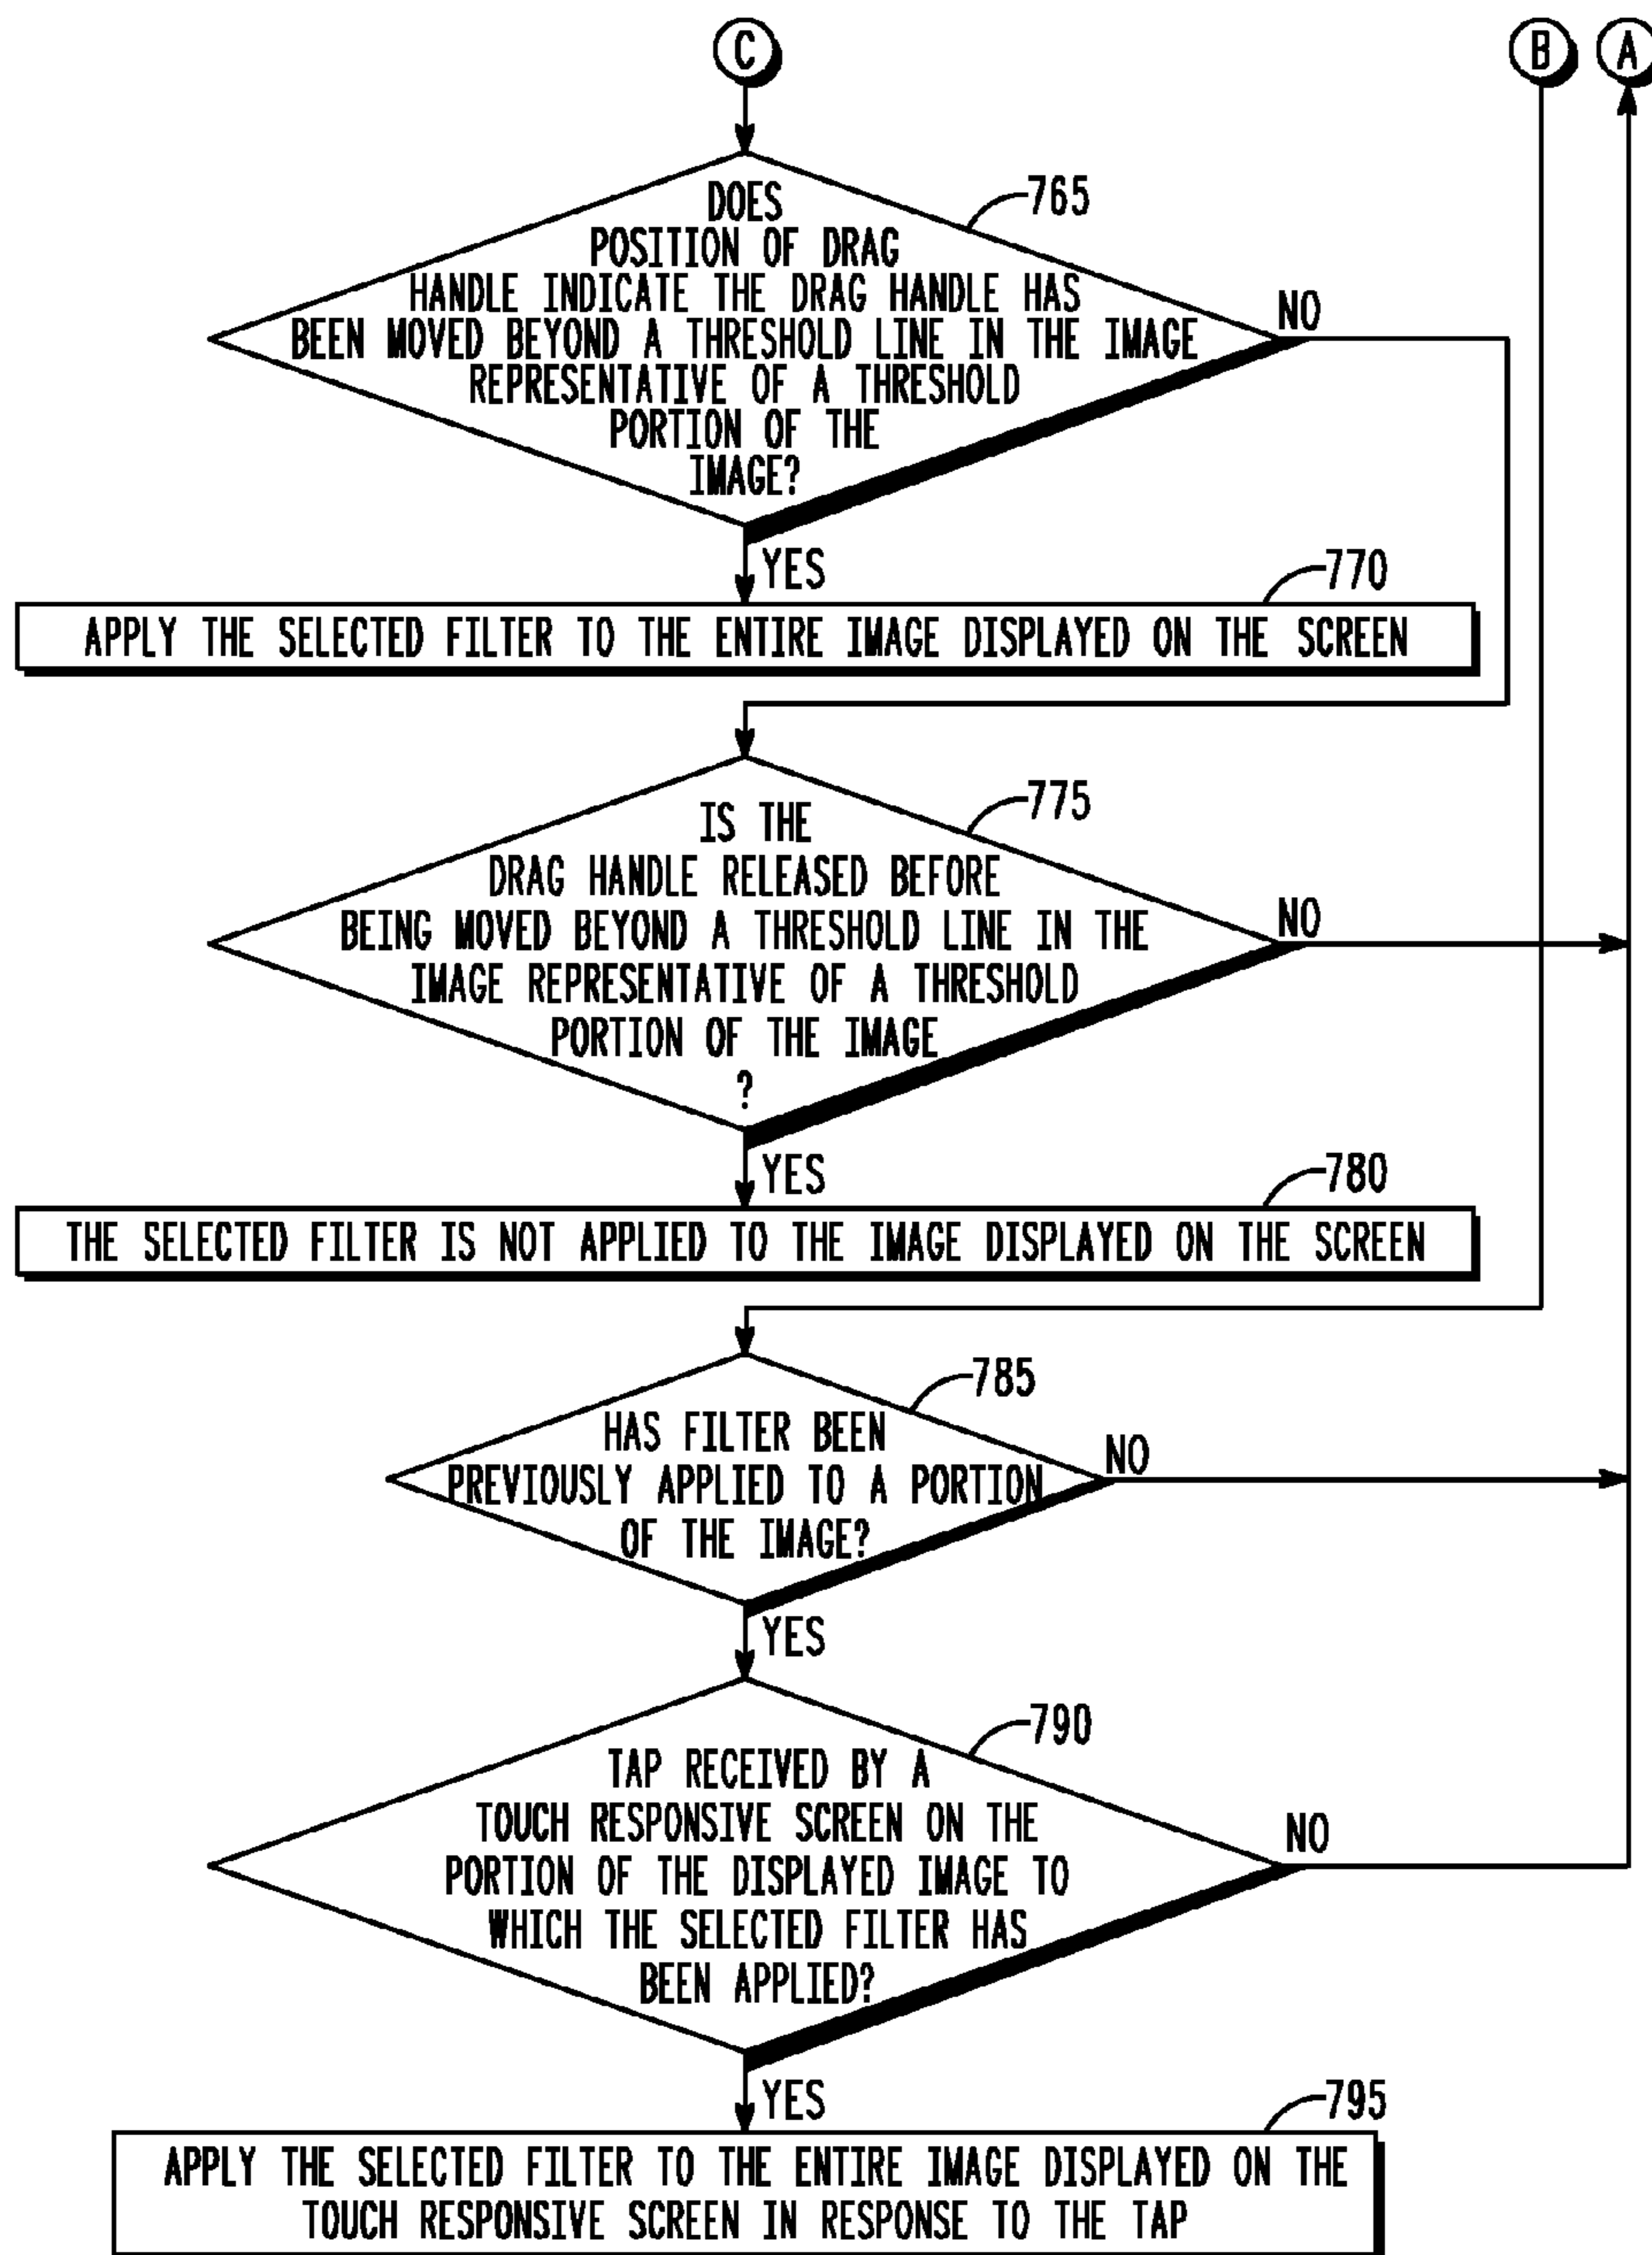 C
B
A
765
DOES
POSITION OF DRAG
HANDLE INDICATE THE DRAG HANDLE HAS
BEEN MOVED BEYOND A THRESHOLD LINE IN THE IMAGE
REPRESENTATIVE OF A THRESHOLD
PORTION OF THE
IMAGE?
NO
YES
770
APPLY THE SELECTED FILTER TO THE ENTIRE IMAGE DISPLAYED ON THE SCREEN
775
IS THE
DRAG HANDLE RELEASED BEFORE
BEING MOVED BEYOND A THRESHOLD LINE IN THE
IMAGE REPRESENTATIVE OF A THRESHOLD
PORTION OF THE IMAGE
?
NO
YES
780
THE SELECTED FILTER IS NOT APPLIED TO THE IMAGE DISPLAYED ON THE SCREEN
785
HAS FILTER BEEN
PREVIOUSLY APPLIED TO A PORTION
OF THE IMAGE?
NO
YES
790
TAP RECEIVED BY A
TOUCH RESPONSIVE SCREEN ON THE
PORTION OF THE DISPLAYED IMAGE TO
WHICH THE SELECTED FILTER HAS
BEEN APPLIED?
NO
YES
795
APPLY THE SELECTED FILTER TO THE ENTIRE IMAGE DISPLAYED ON THE
TOUCH RESPONSIVE SCREEN IN RESPONSE TO THE TAP